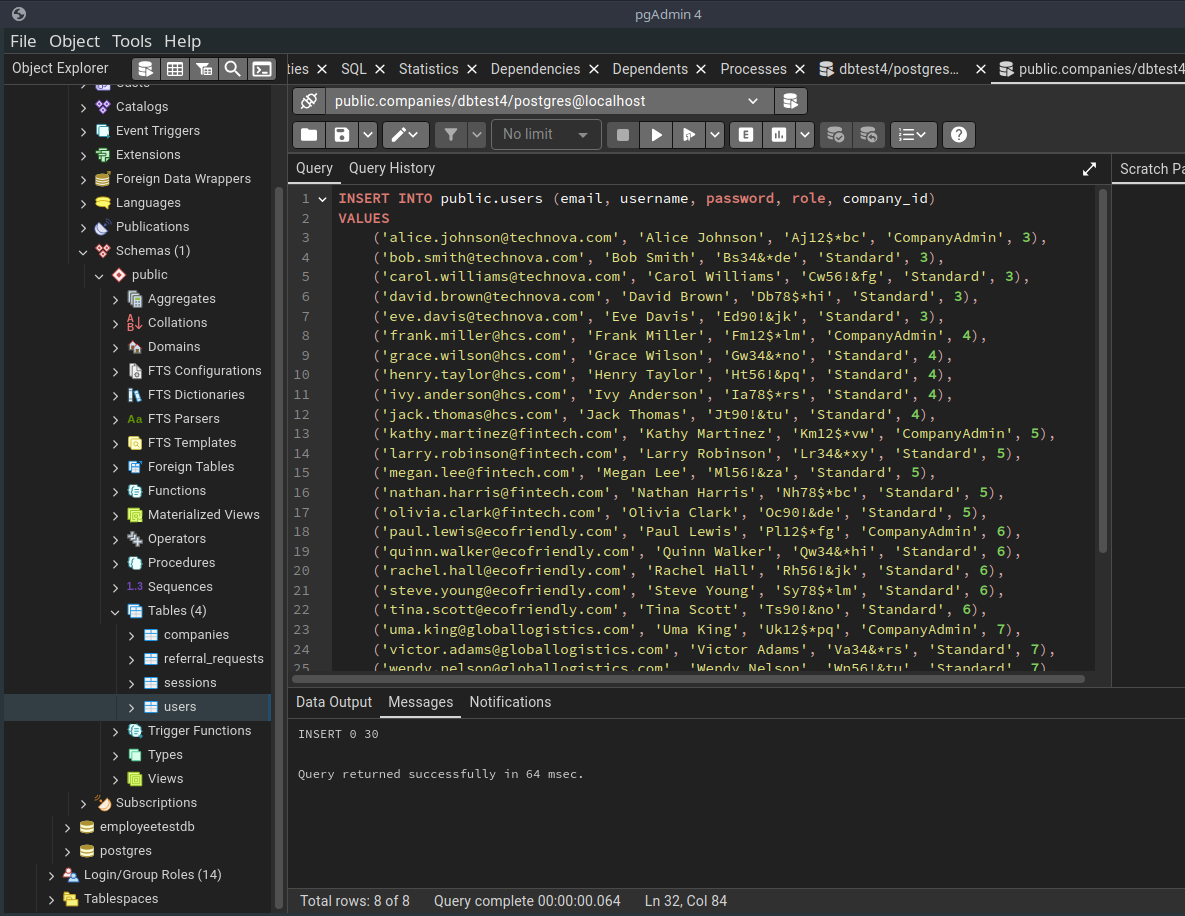 pgAdmin 4
File Object Tools Help
Object Explorer
Catalogs
Event Triggers
Extensions
Foreign Data Wrappers
Languages
Publications
Schemas (1)
public
Aggregates
Collations
Domains
FTS Configurations
FTS Dictionaries
Aa FTS Parsers
FTS Templates
Foreign Tables
Functions
Materialized Views
Operators
Procedures
1..3 Sequences
Tables (4)
companies
referral_requests
sessions
users
Trigger Functions
Types
Views
Subscriptions
employeetestdb
postgres
Login/Group Roles (14)
Tablespaces
ties SQL Statistics Dependencies Dependents Processes dbtest4/postgres... public.companies/dbtest4
public.companies/dbtest4/postgres@localhost
No limit E
Query Query History Scratch Pa
1 INSERT INTO public.users (email, username, password, role, company_id)
2 VALUES
3 ('alice.johnson@technova.com', 'Alice Johnson', 'Aj12$*bc', 'CompanyAdmin', 3),
4 ('bob.smith@technova.com', 'Bob Smith', 'Bs34&*de', 'Standard', 3),
5 ('carol.williams@technova.com', 'Carol Williams', 'Cw56!&fg', 'Standard', 3),
6 ('david.brown@technova.com', 'David Brown', 'Db78$*hi', 'Standard', 3),
7 ('eve.davis@technova.com', 'Eve Davis', 'Ed90!&jk', 'Standard', 3),
8 ('frank.miller@hcs.com', 'Frank Miller', 'Fm12$*lm', 'CompanyAdmin', 4),
9 ('grace.wilson@hcs.com', 'Grace Wilson', 'Gw34&*no', 'Standard', 4),
10 ('henry.taylor@hcs.com', 'Henry Taylor', 'Ht56!&pq', 'Standard', 4),
11 ('ivy.anderson@hcs.com', 'Ivy Anderson', 'Ia78$*rs', 'Standard', 4),
12 ('jack.thomas@hcs.com', 'Jack Thomas', 'Jt90!&tu', 'Standard', 4),
13 ('kathy.martinez@fintech.com', 'Kathy Martinez', 'Km12$*vw', 'CompanyAdmin', 5),
14 ('larry.robinson@fintech.com', 'Larry Robinson', 'Lr34&*xy', 'Standard', 5),
15 ('megan.lee@fintech.com', 'Megan Lee', 'Ml56!&za', 'Standard', 5),
16 ('nathan.harris@fintech.com', 'Nathan Harris', 'Nh78$*bc', 'Standard', 5),
17 ('olivia.clark@fintech.com', 'Olivia Clark', 'Oc90!&de', 'Standard', 5),
18 ('paul.lewis@ecofriendly.com', 'Paul Lewis', 'Pl12$*fg', 'CompanyAdmin', 6),
19 ('quinn.walker@ecofriendly.com', 'Quinn Walker', 'Qw34&*hi', 'Standard', 6),
20 ('rachel.hall@ecofriendly.com', 'Rachel Hall', 'Rh56!&jk', 'Standard', 6),
21 ('steve.young@ecofriendly.com', 'Steve Young', 'Sy78$*lm', 'Standard', 6),
22 ('tina.scott@ecofriendly.com', 'Tina Scott', 'Ts90!&no', 'Standard', 6),
23 ('uma.king@globallogistics.com', 'Uma King', 'Uk12$*pq', 'CompanyAdmin', 7),
24 ('victor.adams@globallogistics.com', 'Victor Adams', 'Va34&*rs', 'Standard', 7),
25 ('wendy.nelson@globallogistics.com', 'Wendy Nelson', 'Wn56!&tu', 'Standard', 7)
Data Output Messages Notifications
INSERT 0 30
Query returned successfully in 64 msec.
Total rows: 8 of 8 Query complete 00:00:00.064 Ln 32, Col 84